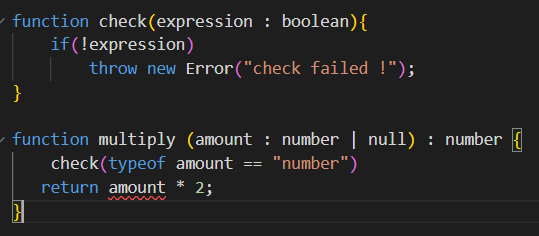 function check(expression : boolean){
if(!expression)
throw new Error("check failed !");
}
function multiply (amount : number | null) : number {
check(typeof amount == "number")
return amount * 2;
}